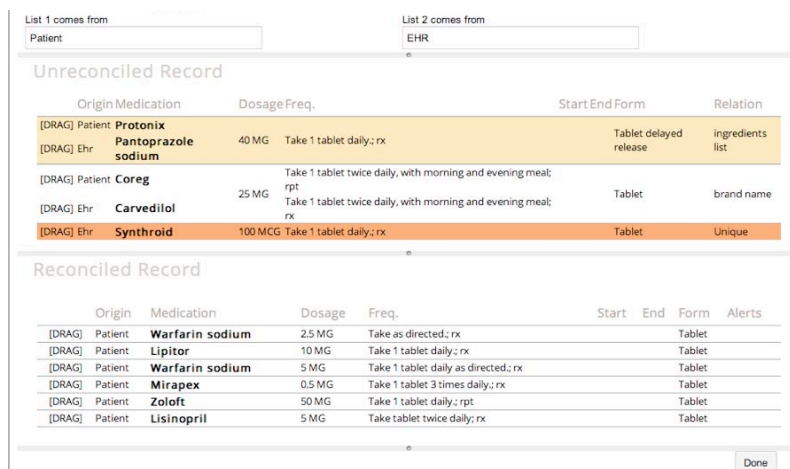 List 1 comes from List 2 comes from
Patient EHR
Unreconciled Record
Origin Medication Dosage Freq. Start End Form Relation
[DRAG] Patient Protonix
[DRAG] Ehr Pantoprazole sodium 40 MG Take 1 tablet daily.; rx Tablet delayed release ingredients list
[DRAG] Patient Coreg Take 1 tablet twice daily, with morning and evening meal; rpt
25 MG Tablet brand name
[DRAG] Ehr Carvedilol Take 1 tablet twice daily, with morning and evening meal; rx
[DRAG] Ehr Synthroid 100 MCG Take 1 tablet daily.; rx Tablet Unique
Reconciled Record
Origin Medication Dosage Freq. Start End Form Alerts
[DRAG] Patient Warfarin sodium 2.5 MG Take as directed.; rx Tablet
[DRAG] Patient Lipitor 10 MG Take 1 tablet daily.; rx Tablet
[DRAG] Patient Warfarin sodium 5 MG Take 1 tablet daily as directed.; rx Tablet
[DRAG] Patient Mirapex 0.5 MG Take 1 tablet 3 times daily.; rx Tablet
[DRAG] Patient Zoloft 50 MG Take 1 tablet daily.; rpt Tablet
[DRAG] Patient Lisinopril 5 MG Take tablet twice daily; rx Tablet
Done